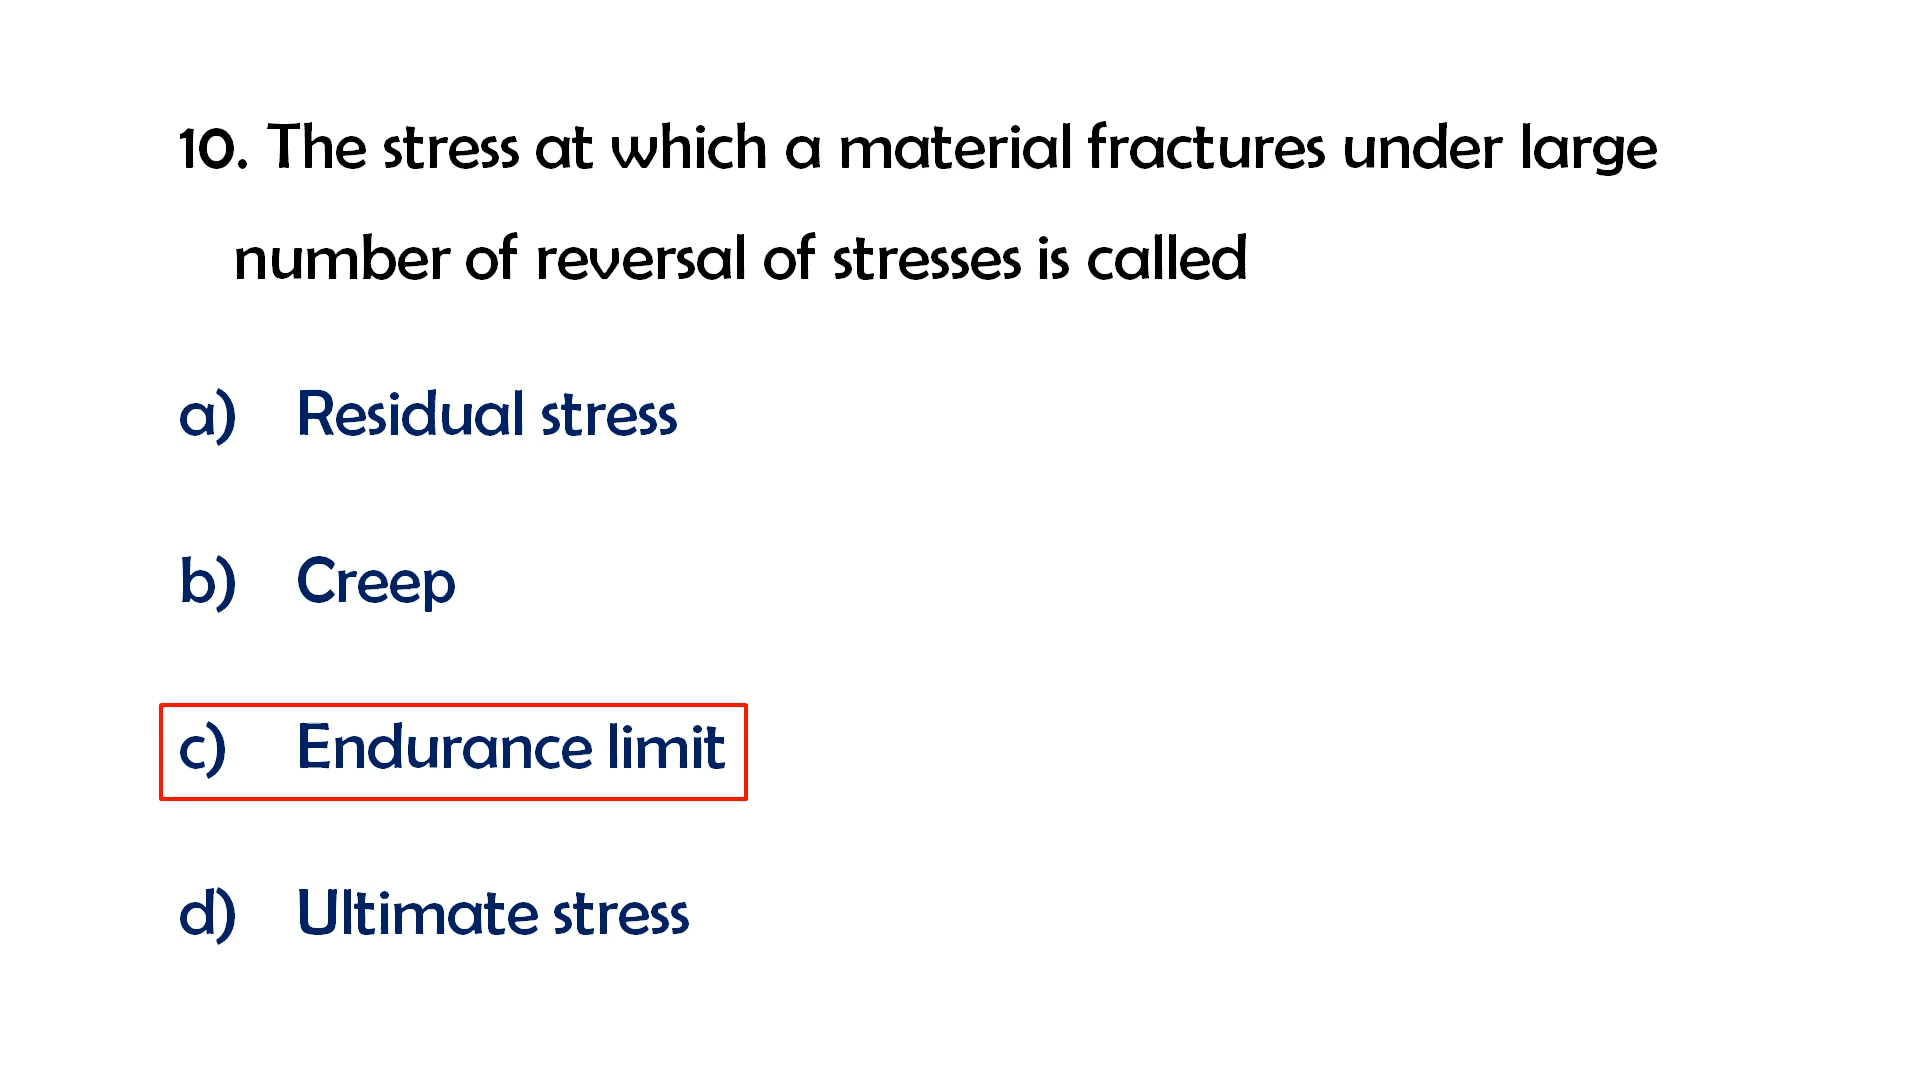 10. The stress at which a material fractures under large
number of reversal of stresses is called
a) Residual stress
b) Creep
c) Endurance limit
d) Ultimate stress